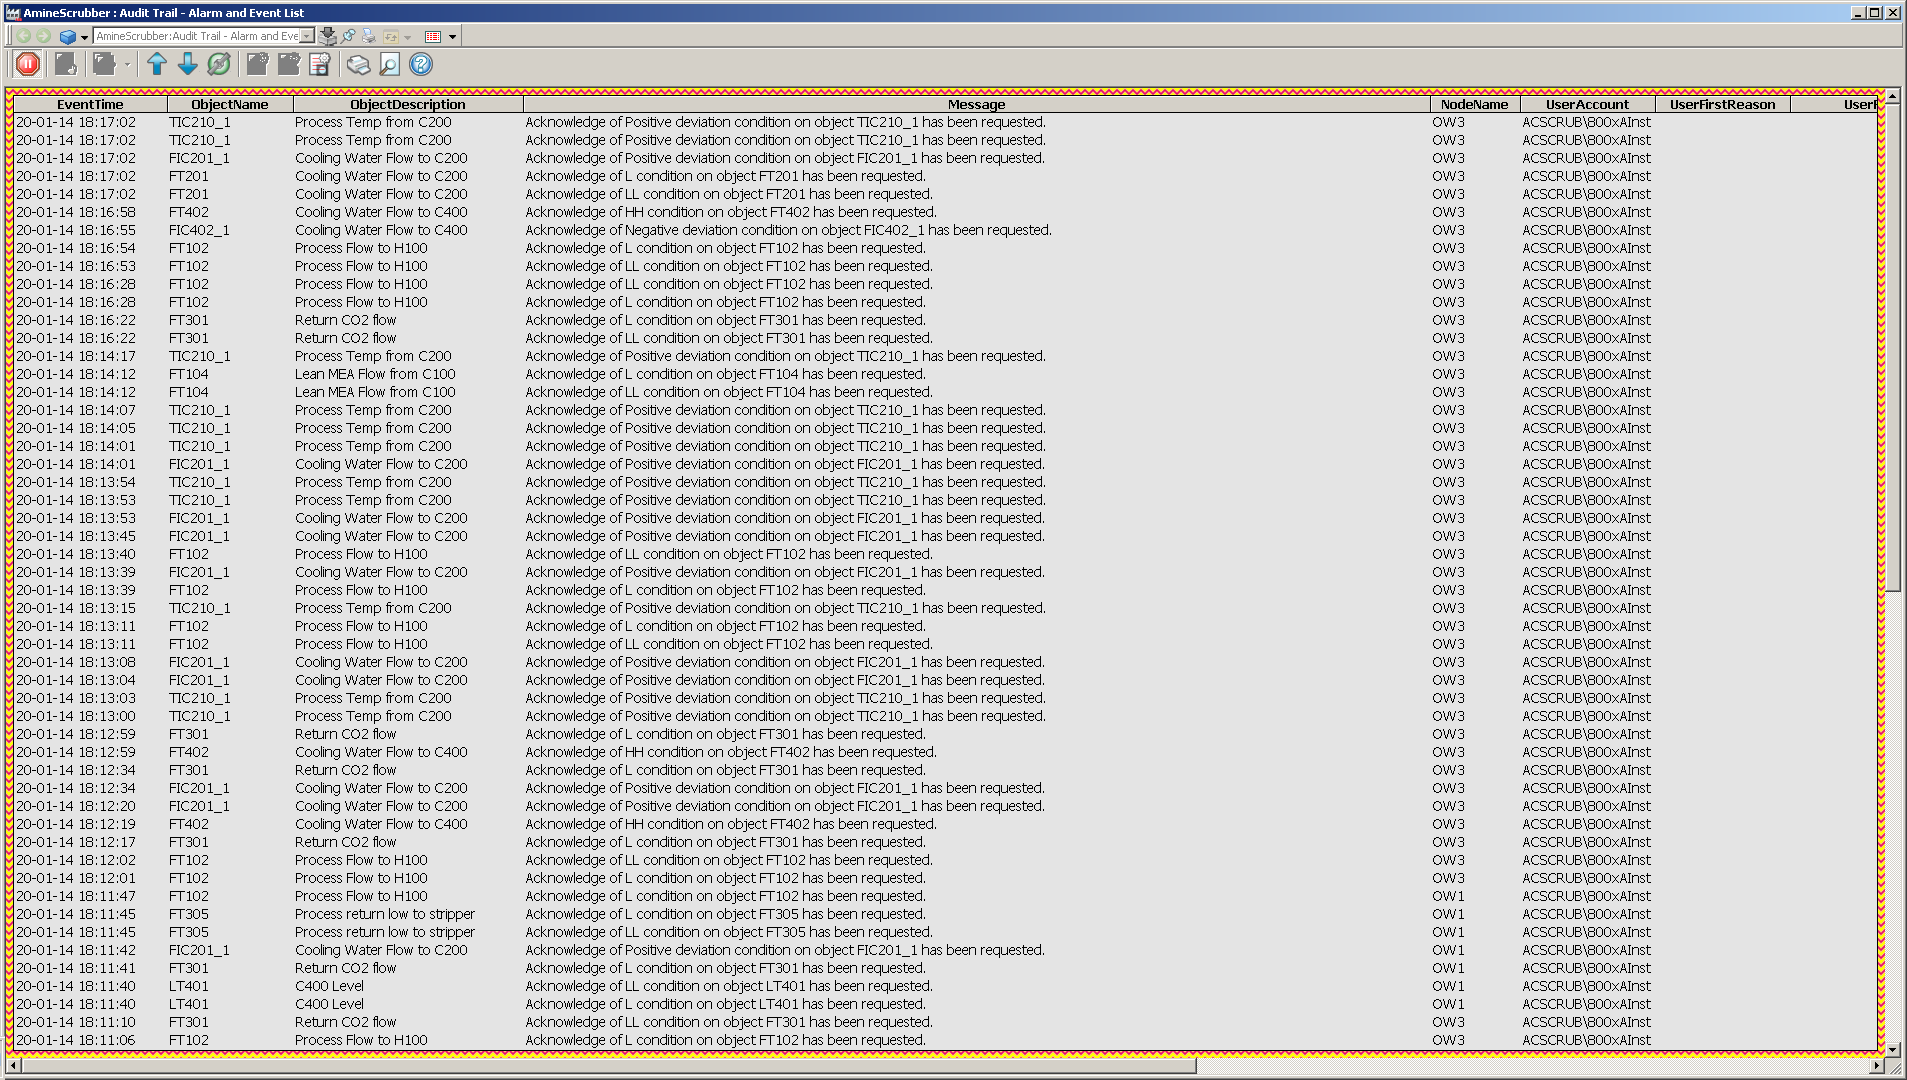 AmineScrubber : Audit Trail - Alarm and Event List
AmineScrubber:Audit Trail - Alarm and Eve
EventTime ObjectName ObjectDescription Message NodeName UserAccount UserFirstReason UserF
20-01-14 18:17:02 TIC210_1 Process Temp from C200 Acknowledge of Positive deviation condition on object TIC210_1 has been requested. OW3 ACSCRUB\800xAInst
20-01-14 18:17:02 TIC210_1 Process Temp from C200 Acknowledge of Positive deviation condition on object TIC210_1 has been requested. OW3 ACSCRUB\800xAInst
20-01-14 18:17:02 FIC201_1 Cooling Water Flow to C200 Acknowledge of Positive deviation condition on object FIC201_1 has been requested. OW3 ACSCRUB\800xAInst
20-01-14 18:17:02 FT201 Cooling Water Flow to C200 Acknowledge of L condition on object FT201 has been requested. OW3 ACSCRUB\800xAInst
20-01-14 18:17:02 FT201 Cooling Water Flow to C200 Acknowledge of LL condition on object FT201 has been requested. OW3 ACSCRUB\800xAInst
20-01-14 18:16:58 FT402 Cooling Water Flow to C400 Acknowledge of HH condition on object FT402 has been requested. OW3 ACSCRUB\800xAInst
20-01-14 18:16:55 FIC402_1 Cooling Water Flow to C400 Acknowledge of Negative deviation condition on object FIC402_1 has been requested. OW3 ACSCRUB\800xAInst
20-01-14 18:16:54 FT102 Process Flow to H100 Acknowledge of L condition on object FT102 has been requested. OW3 ACSCRUB\800xAInst
20-01-14 18:16:53 FT102 Process Flow to H100 Acknowledge of LL condition on object FT102 has been requested. OW3 ACSCRUB\800xAInst
20-01-14 18:16:28 FT102 Process Flow to H100 Acknowledge of LL condition on object FT102 has been requested. OW3 ACSCRUB\800xAInst
20-01-14 18:16:28 FT102 Process Flow to H100 Acknowledge of L condition on object FT102 has been requested. OW3 ACSCRUB\800xAInst
20-01-14 18:16:22 FT301 Return CO2 flow Acknowledge of L condition on object FT301 has been requested. OW3 ACSCRUB\800xAInst
20-01-14 18:16:22 FT301 Return CO2 flow Acknowledge of LL condition on object FT301 has been requested. OW3 ACSCRUB\800xAInst
20-01-14 18:14:17 TIC210_1 Process Temp from C200 Acknowledge of Positive deviation condition on object TIC210_1 has been requested. OW3 ACSCRUB\800xAInst
20-01-14 18:14:12 FT104 Lean MEA Flow from C100 Acknowledge of L condition on object FT104 has been requested. OW3 ACSCRUB\800xAInst
20-01-14 18:14:12 FT104 Lean MEA Flow from C100 Acknowledge of LL condition on object FT104 has been requested. OW3 ACSCRUB\800xAInst
20-01-14 18:14:07 TIC210_1 Process Temp from C200 Acknowledge of Positive deviation condition on object TIC210_1 has been requested. OW3 ACSCRUB\800xAInst
20-01-14 18:14:05 TIC210_1 Process Temp from C200 Acknowledge of Positive deviation condition on object TIC210_1 has been requested. OW3 ACSCRUB\800xAInst
20-01-14 18:14:01 TIC210_1 Process Temp from C200 Acknowledge of Positive deviation condition on object TIC210_1 has been requested. OW3 ACSCRUB\800xAInst
20-01-14 18:14:01 FIC201_1 Cooling Water Flow to C200 Acknowledge of Positive deviation condition on object FIC201_1 has been requested. OW3 ACSCRUB\800xAInst
20-01-14 18:13:54 TIC210_1 Process Temp from C200 Acknowledge of Positive deviation condition on object TIC210_1 has been requested. OW3 ACSCRUB\800xAInst
20-01-14 18:13:53 TIC210_1 Process Temp from C200 Acknowledge of Positive deviation condition on object TIC210_1 has been requested. OW3 ACSCRUB\800xAInst
20-01-14 18:13:53 FIC201_1 Cooling Water Flow to C200 Acknowledge of Positive deviation condition on object FIC201_1 has been requested. OW3 ACSCRUB\800xAInst
20-01-14 18:13:45 FIC201_1 Cooling Water Flow to C200 Acknowledge of Positive deviation condition on object FIC201_1 has been requested. OW3 ACSCRUB\800xAInst
20-01-14 18:13:40 FT102 Process Flow to H100 Acknowledge of LL condition on object FT102 has been requested. OW3 ACSCRUB\800xAInst
20-01-14 18:13:39 FIC201_1 Cooling Water Flow to C200 Acknowledge of Positive deviation condition on object FIC201_1 has been requested. OW3 ACSCRUB\800xAInst
20-01-14 18:13:39 FT102 Process Flow to H100 Acknowledge of L condition on object FT102 has been requested. OW3 ACSCRUB\800xAInst
20-01-14 18:13:15 TIC210_1 Process Temp from C200 Acknowledge of Positive deviation condition on object TIC210_1 has been requested. OW3 ACSCRUB\800xAInst
20-01-14 18:13:11 FT102 Process Flow to H100 Acknowledge of L condition on object FT102 has been requested. OW3 ACSCRUB\800xAInst
20-01-14 18:13:11 FT102 Process Flow to H100 Acknowledge of LL condition on object FT102 has been requested. OW3 ACSCRUB\800xAInst
20-01-14 18:13:08 FIC201_1 Cooling Water Flow to C200 Acknowledge of Positive deviation condition on object FIC201_1 has been requested. OW3 ACSCRUB\800xAInst
20-01-14 18:13:04 FIC201_1 Cooling Water Flow to C200 Acknowledge of Positive deviation condition on object FIC201_1 has been requested. OW3 ACSCRUB\800xAInst
20-01-14 18:13:03 TIC210_1 Process Temp from C200 Acknowledge of Positive deviation condition on object TIC210_1 has been requested. OW3 ACSCRUB\800xAInst
20-01-14 18:13:00 TIC210_1 Process Temp from C200 Acknowledge of Positive deviation condition on object TIC210_1 has been requested. OW3 ACSCRUB\800xAInst
20-01-14 18:12:59 FT301 Return CO2 flow Acknowledge of L condition on object FT301 has been requested. OW3 ACSCRUB\800xAInst
20-01-14 18:12:59 FT402 Cooling Water Flow to C400 Acknowledge of HH condition on object FT402 has been requested. OW3 ACSCRUB\800xAInst
20-01-14 18:12:34 FT301 Return CO2 flow Acknowledge of L condition on object FT301 has been requested. OW3 ACSCRUB\800xAInst
20-01-14 18:12:34 FIC201_1 Cooling Water Flow to C200 Acknowledge of Positive deviation condition on object FIC201_1 has been requested. OW3 ACSCRUB\800xAInst
20-01-14 18:12:20 FIC201_1 Cooling Water Flow to C200 Acknowledge of Positive deviation condition on object FIC201_1 has been requested. OW3 ACSCRUB\800xAInst
20-01-14 18:12:19 FT402 Cooling Water Flow to C400 Acknowledge of HH condition on object FT402 has been requested. OW3 ACSCRUB\800xAInst
20-01-14 18:12:17 FT301 Return CO2 flow Acknowledge of L condition on object FT301 has been requested. OW3 ACSCRUB\800xAInst
20-01-14 18:12:02 FT102 Process Flow to H100 Acknowledge of LL condition on object FT102 has been requested. OW3 ACSCRUB\800xAInst
20-01-14 18:12:01 FT102 Process Flow to H100 Acknowledge of L condition on object FT102 has been requested. OW3 ACSCRUB\800xAInst
20-01-14 18:11:47 FT102 Process Flow to H100 Acknowledge of L condition on object FT102 has been requested. OW1 ACSCRUB\800xAInst
20-01-14 18:11:45 FT305 Process return low to stripper Acknowledge of L condition on object FT305 has been requested. OW1 ACSCRUB\800xAInst
20-01-14 18:11:45 FT305 Process return low to stripper Acknowledge of LL condition on object FT305 has been requested. OW1 ACSCRUB\800xAInst
20-01-14 18:11:42 FIC201_1 Cooling Water Flow to C200 Acknowledge of Positive deviation condition on object FIC201_1 has been requested. OW1 ACSCRUB\800xAInst
20-01-14 18:11:41 FT301 Return CO2 flow Acknowledge of L condition on object FT301 has been requested. OW1 ACSCRUB\800xAInst
20-01-14 18:11:40 LT401 C400 Level Acknowledge of LL condition on object LT401 has been requested. OW1 ACSCRUB\800xAInst
20-01-14 18:11:40 LT401 C400 Level Acknowledge of L condition on object LT401 has been requested. OW1 ACSCRUB\800xAInst
20-01-14 18:11:10 FT301 Return CO2 flow Acknowledge of LL condition on object FT301 has been requested. OW3 ACSCRUB\800xAInst
20-01-14 18:11:06 FT102 Process Flow to H100 Acknowledge of L condition on object FT102 has been requested. OW3 ACSCRUB\800xAInst